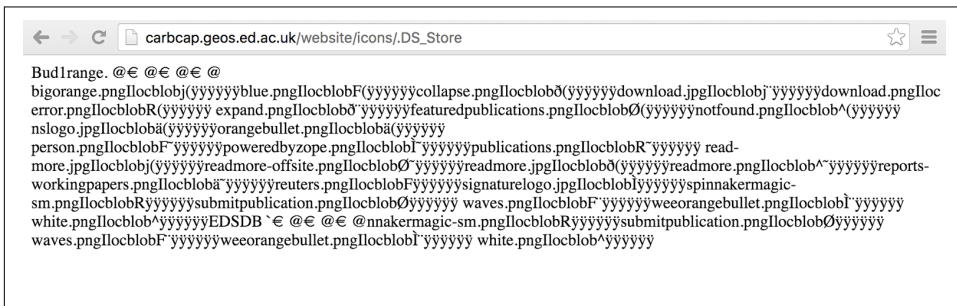 carbcap.geos.ed.ac.uk/website/icons/.DS_Store
Bud1range. @€ @€ @€ @
bigorange.pngIlocblobj(ÿÿÿÿÿÿblue.pngIlocblobF(ÿÿÿÿÿÿcollapse.pngIlocblobð(ÿÿÿÿÿÿdownload.jpgIlocblobj¨ÿÿÿÿÿÿdownload.pngIloc
error.pngIlocblobR(ÿÿÿÿÿÿ expand.pngIlocblobð¨ÿÿÿÿÿÿfeaturedpublications.pngIlocblobØ(ÿÿÿÿÿÿnotfound.pngIlocblob^(ÿÿÿÿÿÿ
nslogo.jpgIlocblobä(ÿÿÿÿÿÿorangebullet.pngIlocblobä(ÿÿÿÿÿÿ
person.pngIlocblobF˜ÿÿÿÿÿÿpoweredbyzope.pngIlocblobÌ˜ÿÿÿÿÿÿpublications.pngIlocblobR˜ÿÿÿÿÿÿ read-
more.jpgIlocblobj(ÿÿÿÿÿÿreadmore-offsite.pngIlocblobØ˜ÿÿÿÿÿÿreadmore.jpgIlocblobð(ÿÿÿÿÿÿreadmore.pngIlocblob^˜ÿÿÿÿÿÿreports-
workingpapers.pngIlocblobä˜ÿÿÿÿÿÿreuters.pngIlocblobFÿÿÿÿÿÿsignaturelogo.jpgIlocblobÌÿÿÿÿÿÿspinnakermagic-
sm.pngIlocblobRÿÿÿÿÿÿsubmitpublication.pngIlocblobØÿÿÿÿÿÿ waves.pngIlocblobF¨ÿÿÿÿÿÿweeorangebullet.pngIlocblobÌ¨ÿÿÿÿÿÿ
white.pngIlocblob^ÿÿÿÿÿÿEDSDB `€ @€ @€ @nnakermagic-sm.pngIlocblobRÿÿÿÿÿÿsubmitpublication.pngIlocblobØÿÿÿÿÿÿ
waves.pngIlocblobF¨ÿÿÿÿÿÿweeorangebullet.pngIlocblobÌ¨ÿÿÿÿÿÿ white.pngIlocblob^ÿÿÿÿÿÿ